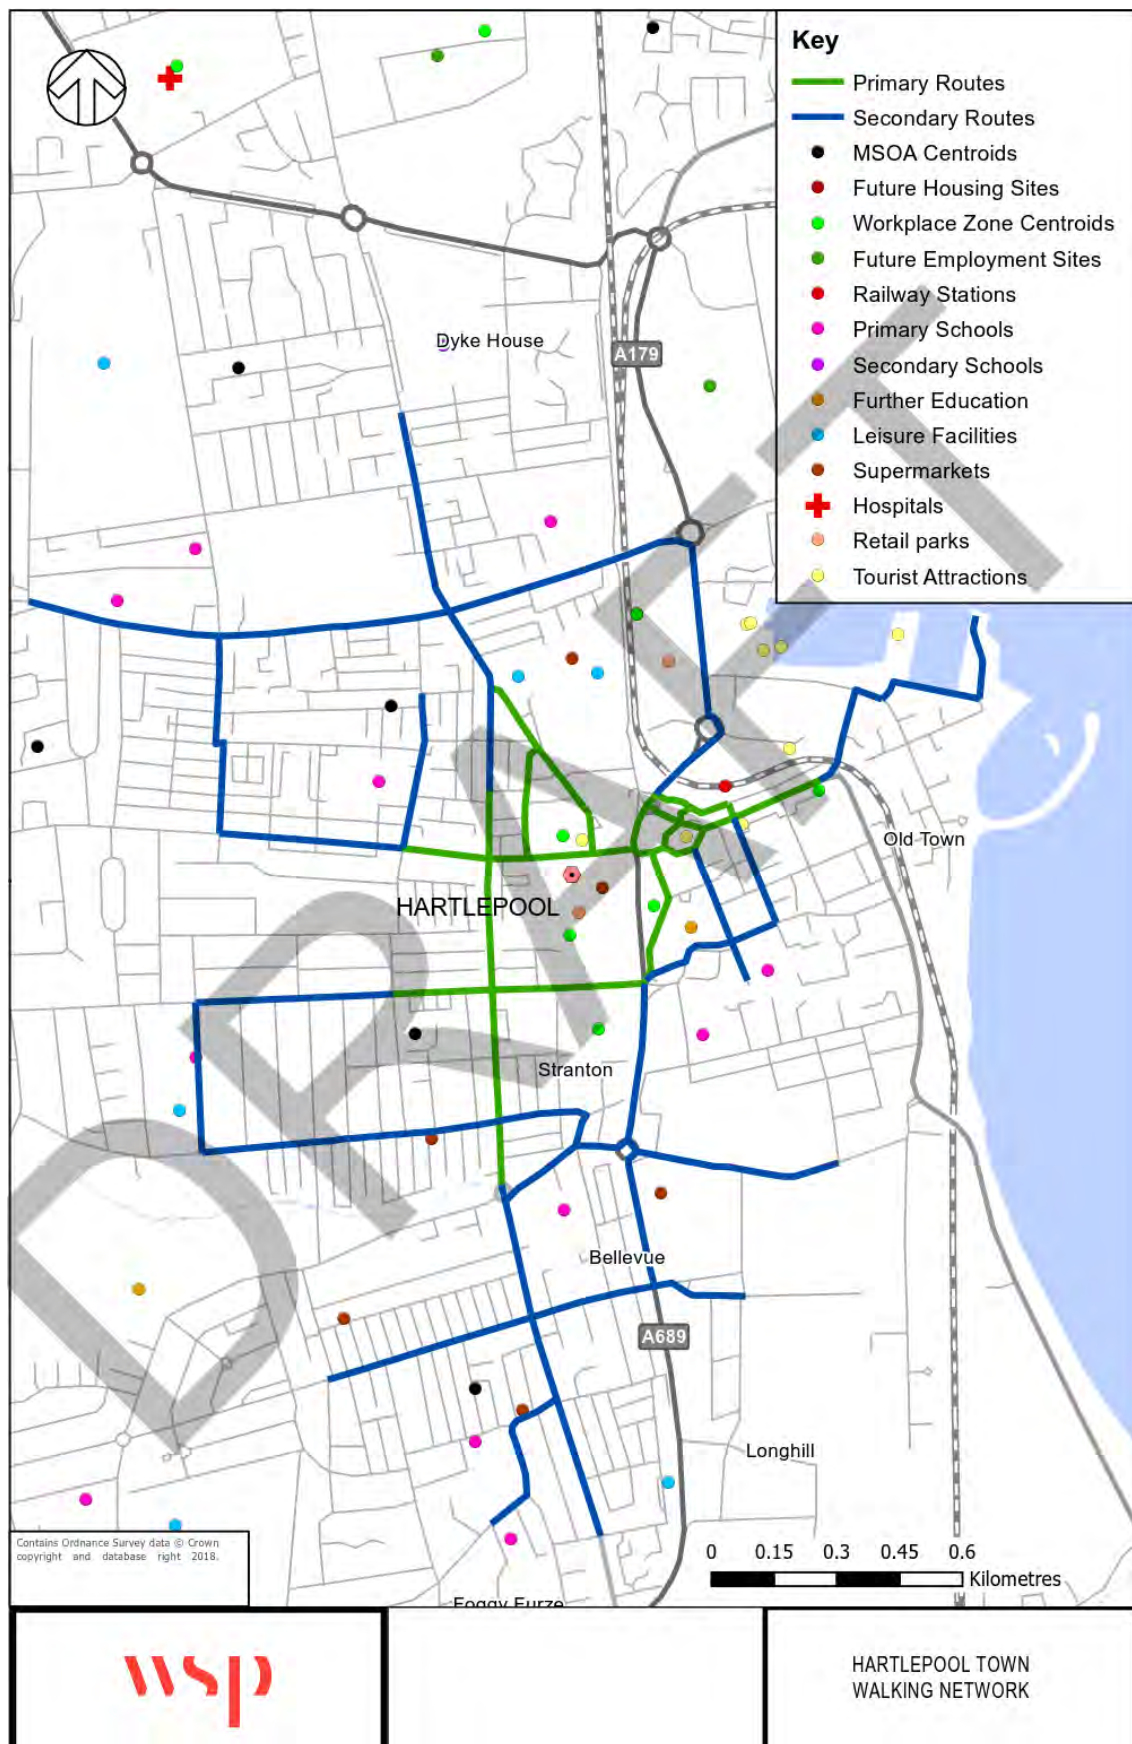 Key
Primary Routes
Secondary Routes
MSOA Centroids
Future Housing Sites
Workplace Zone Centroids
Future Employment Sites
Railway Stations
Primary Schools
Secondary Schools
Further Education
Leisure Facilities
Supermarkets
Hospitals
Retail parks
Tourist Attractions
Dyke House
A179
Old Town
HARTLEPOOL
Stranton
Bellevue
A689
Longhill
Foggy Furze
DRAFT
Contains Ordnance Survey data © Crown
copyright and database right 2018.
0 0.15 0.3 0.45 0.6
Kilometres
wsp
HARTLEPOOL TOWN
WALKING NETWORK